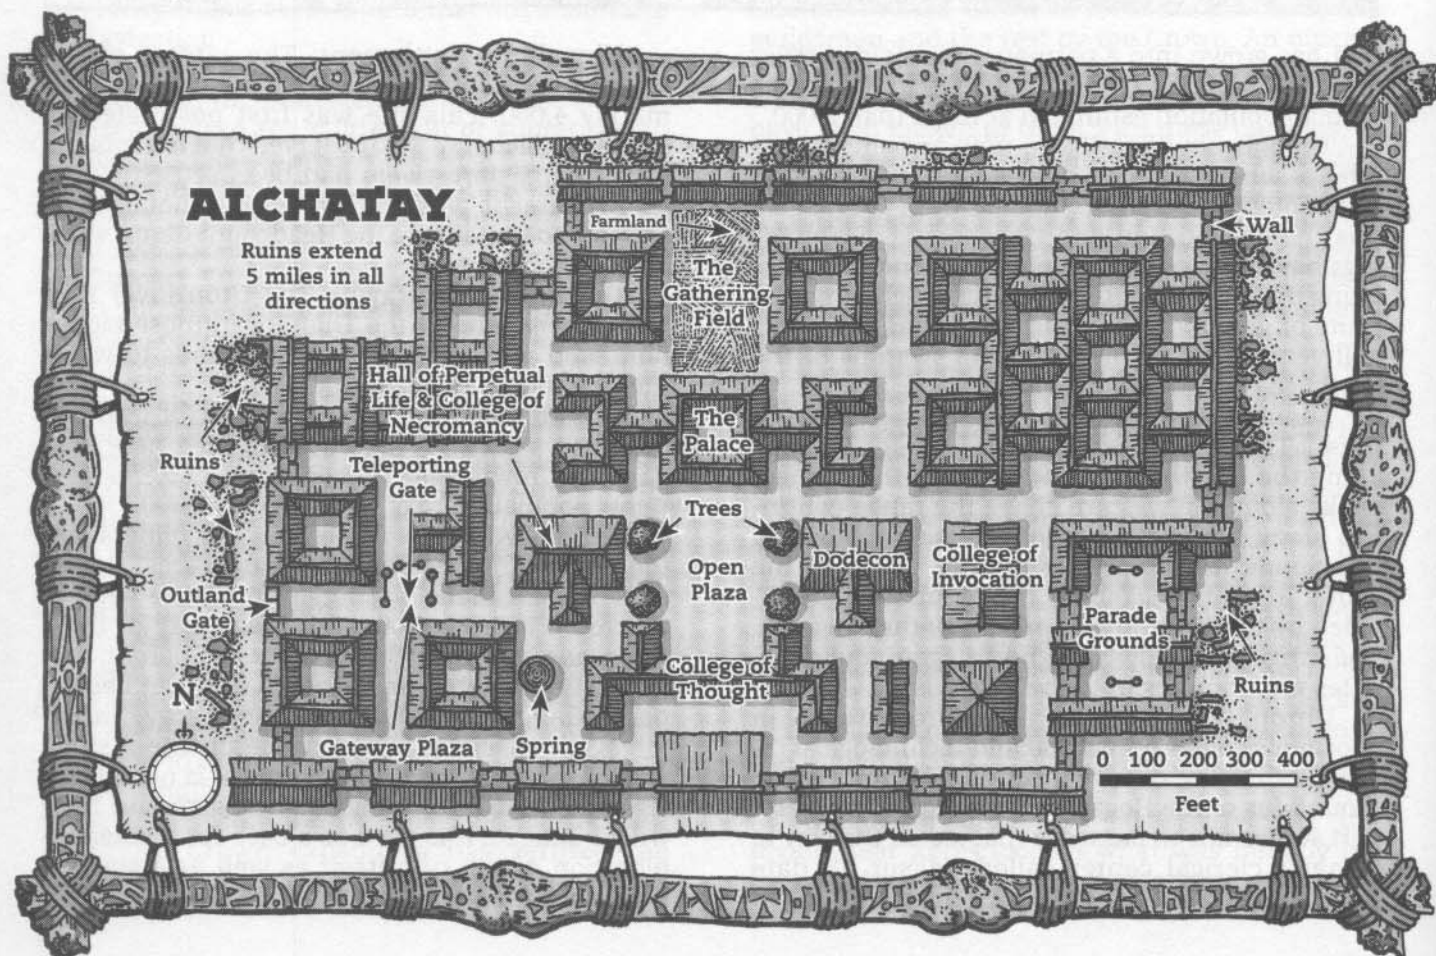 ALCHATAY
Ruins extend
5 miles in all
directions
Farmland
The
Gathering
Field
Wall
Hall of Perpetual
Life & College of
Necromancy
The
Palace
Ruins
Teleporting
Gate
Trees
Open
Plaza
Dodecon
College of
Invocation
Outland
Gate
Parade
Grounds
College of
Thought
Ruins
N
Gateway Plaza
Spring
0 100 200 300 400
Feet